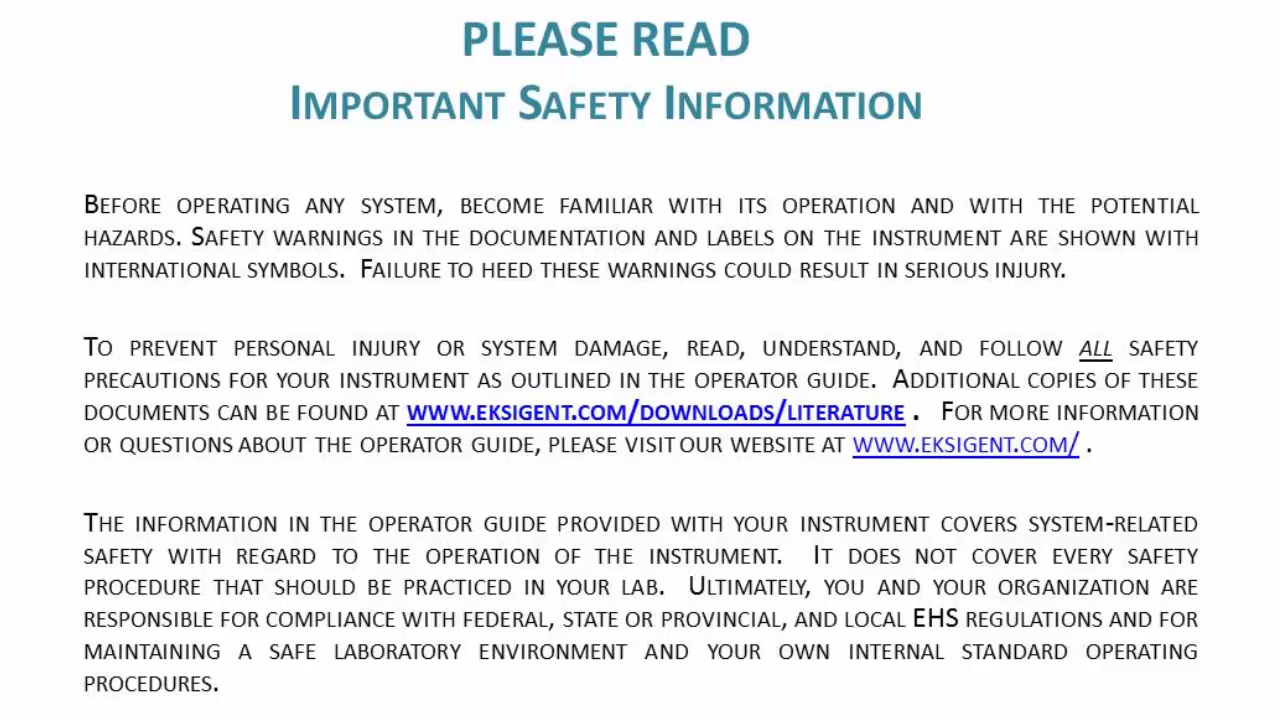 PLEASE READ
IMPORTANT SAFETY INFORMATION
BEFORE OPERATING ANY SYSTEM, BECOME FAMILIAR WITH ITS OPERATION AND WITH THE POTENTIAL
HAZARDS. SAFETY WARNINGS IN THE DOCUMENTATION AND LABELS ON THE INSTRUMENT ARE SHOWN WITH
INTERNATIONAL SYMBOLS. FAILURE TO HEED THESE WARNINGS COULD RESULT IN SERIOUS INJURY.
TO PREVENT PERSONAL INJURY OR SYSTEM DAMAGE, READ, UNDERSTAND, AND FOLLOW ALL SAFETY
PRECAUTIONS FOR YOUR INSTRUMENT AS OUTLINED IN THE OPERATOR GUIDE. ADDITIONAL COPIES OF THESE
DOCUMENTS CAN BE FOUND AT WWW.EKSIGENT.COM/DOWNLOADS/LITERATURE . FOR MORE INFORMATION
OR QUESTIONS ABOUT THE OPERATOR GUIDE, PLEASE VISIT OUR WEBSITE AT WWW.EKSIGENT.COM/ .
THE INFORMATION IN THE OPERATOR GUIDE PROVIDED WITH YOUR INSTRUMENT COVERS SYSTEM-RELATED
SAFETY WITH REGARD TO THE OPERATION OF THE INSTRUMENT. IT DOES NOT COVER EVERY SAFETY
PROCEDURE THAT SHOULD BE PRACTICED IN YOUR LAB. ULTIMATELY, YOU AND YOUR ORGANIZATION ARE
RESPONSIBLE FOR COMPLIANCE WITH FEDERAL, STATE OR PROVINCIAL, AND LOCAL EHS REGULATIONS AND FOR
MAINTAINING A SAFE LABORATORY ENVIRONMENT AND YOUR OWN INTERNAL STANDARD OPERATING
PROCEDURES.